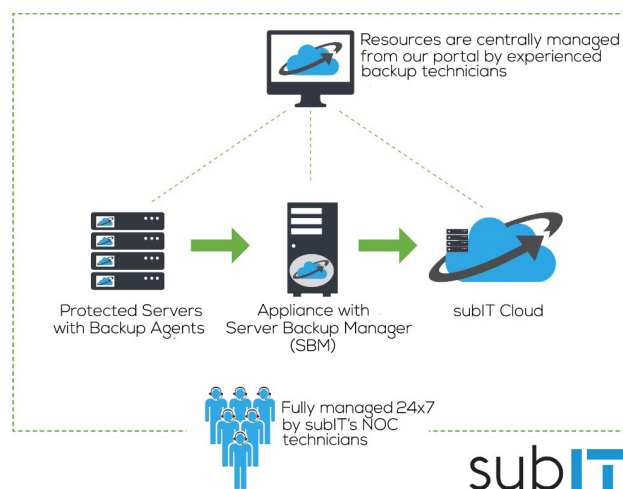 Resources are centrally managed
from our portal by experienced
backup technicians
Protected Servers
with Backup Agents
Appliance with
Server Backup Manager
(SBM)
subIT Cloud
Fully managed 24x7
by subIT's NOC
technicians
subIT